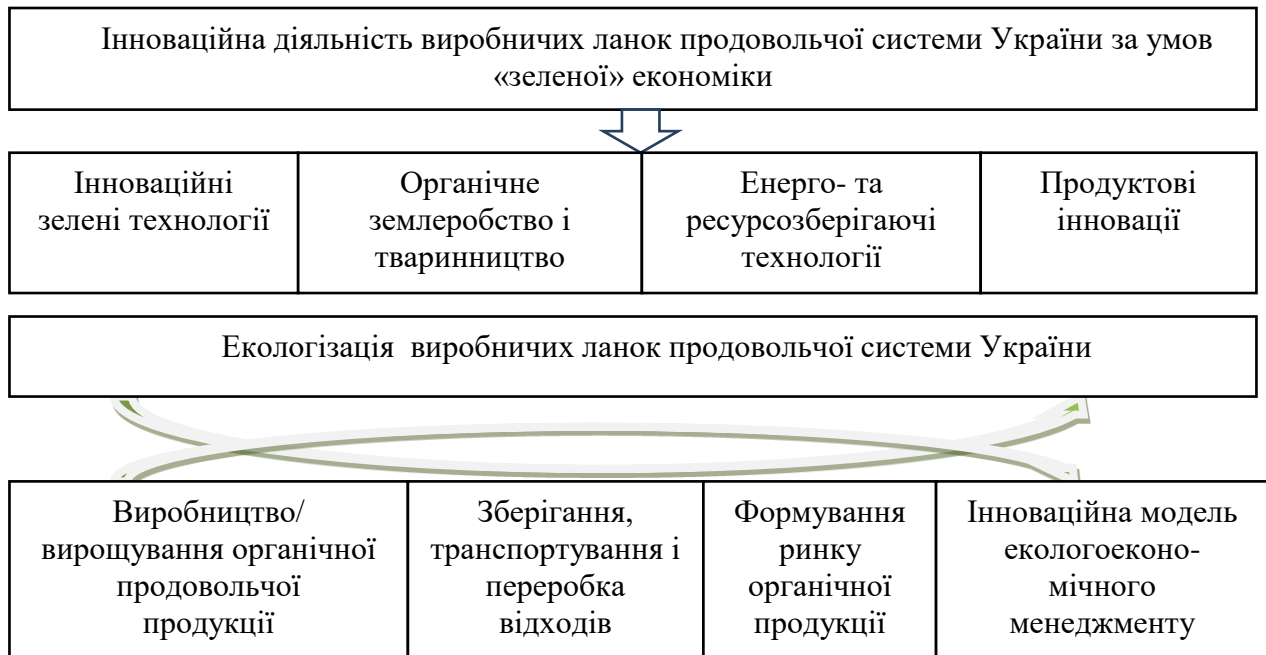 Інноваційна діяльність виробничих ланок продовольчої системи України за умов
«зеленої» економіки
Інноваційні
зелені технології
Органічне
землеробство і
тваринництво
Енерго- та
ресурсозберігаючі
технології
Продуктові
інновації
Екологізація  виробничих ланок продовольчої системи України
Виробництво/
вирощування органічної
продовольчої
продукції
Зберігання,
транспортування і
переробка
відходів
Формування
ринку
органічної
продукції
Інноваційна модель
екологоеконо-
мічного
менеджменту